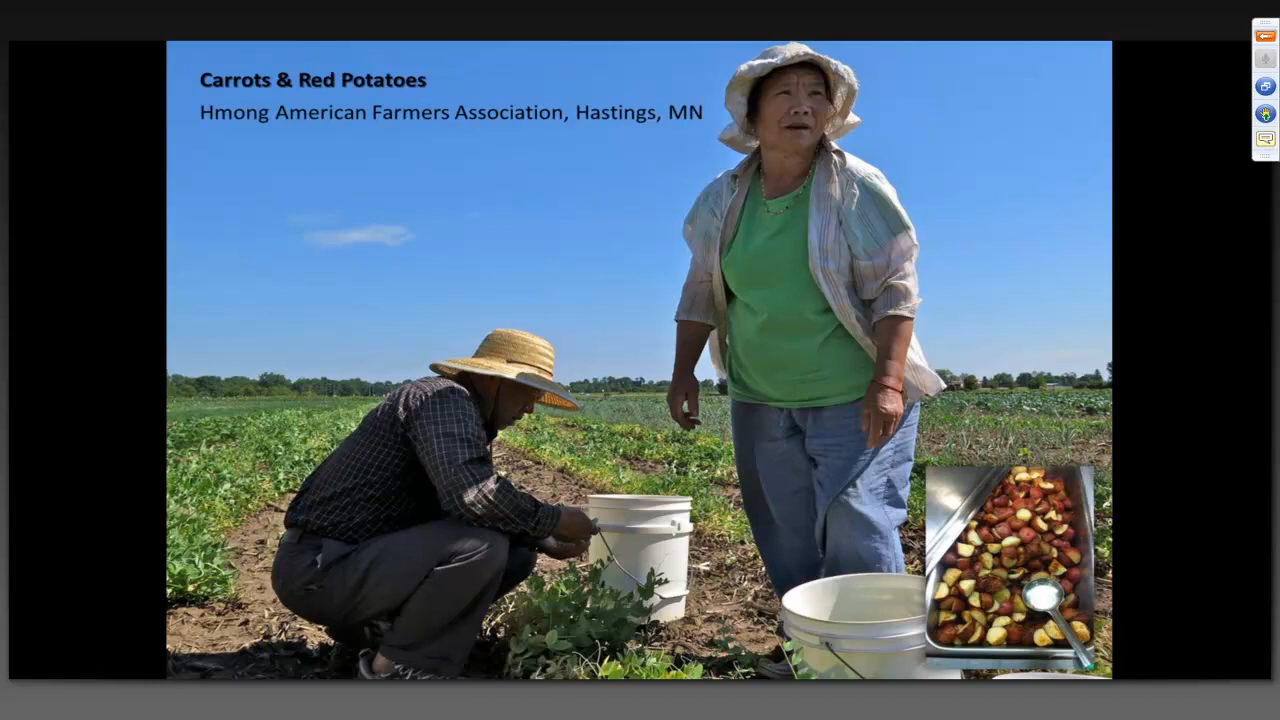 Carrots & Red Potatoes
Hmong American Farmers Association, Hastings, MN